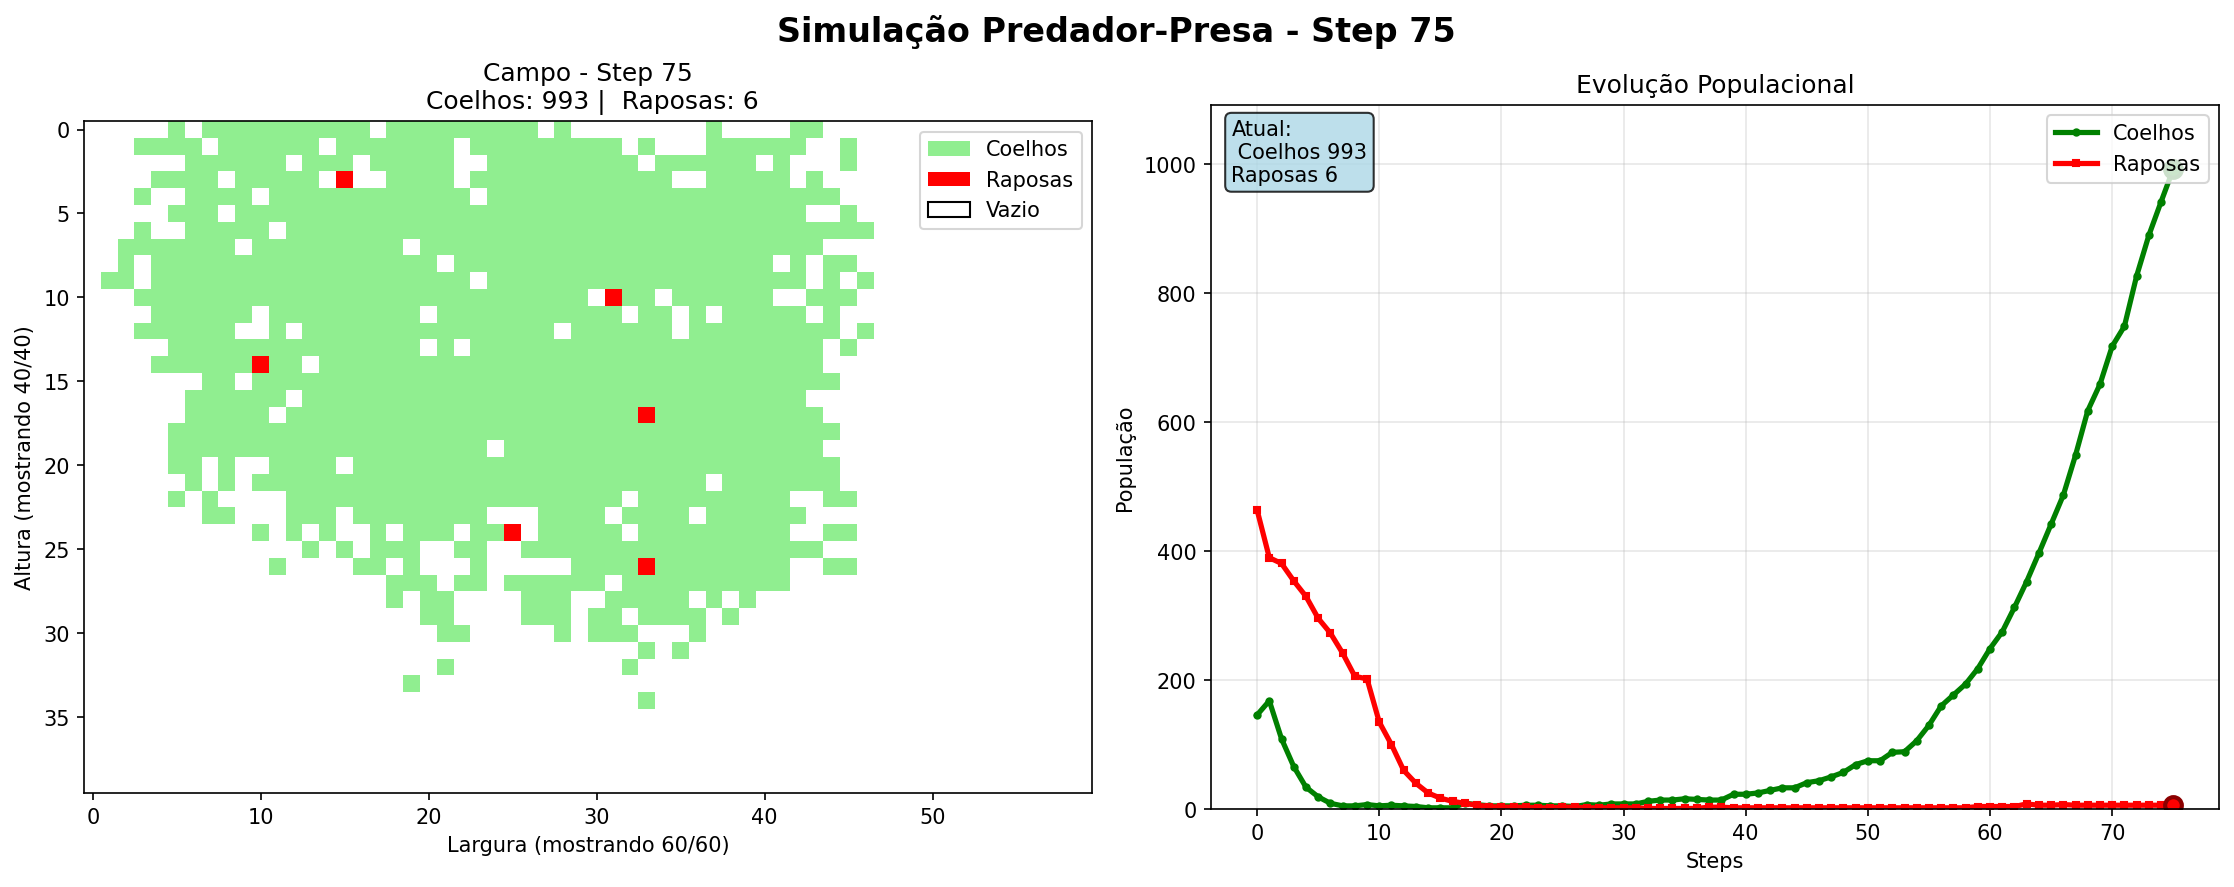 Simulação Predador-Presa - Step 75
Campo - Step 75
Coelhos: 993 |  Raposas: 6
0
5
10
15
20
25
30
35
Altura (mostrando 40/40)
0
10
20
30
40
50
Largura (mostrando 60/60)
Coelhos
Raposas
Vazio
Evolução Populacional
Atual:
Coelhos 993
Raposas 6
Coelhos
Raposas
1000
800
600
400
200
0
População
0
10
20
30
40
50
60
70
Steps